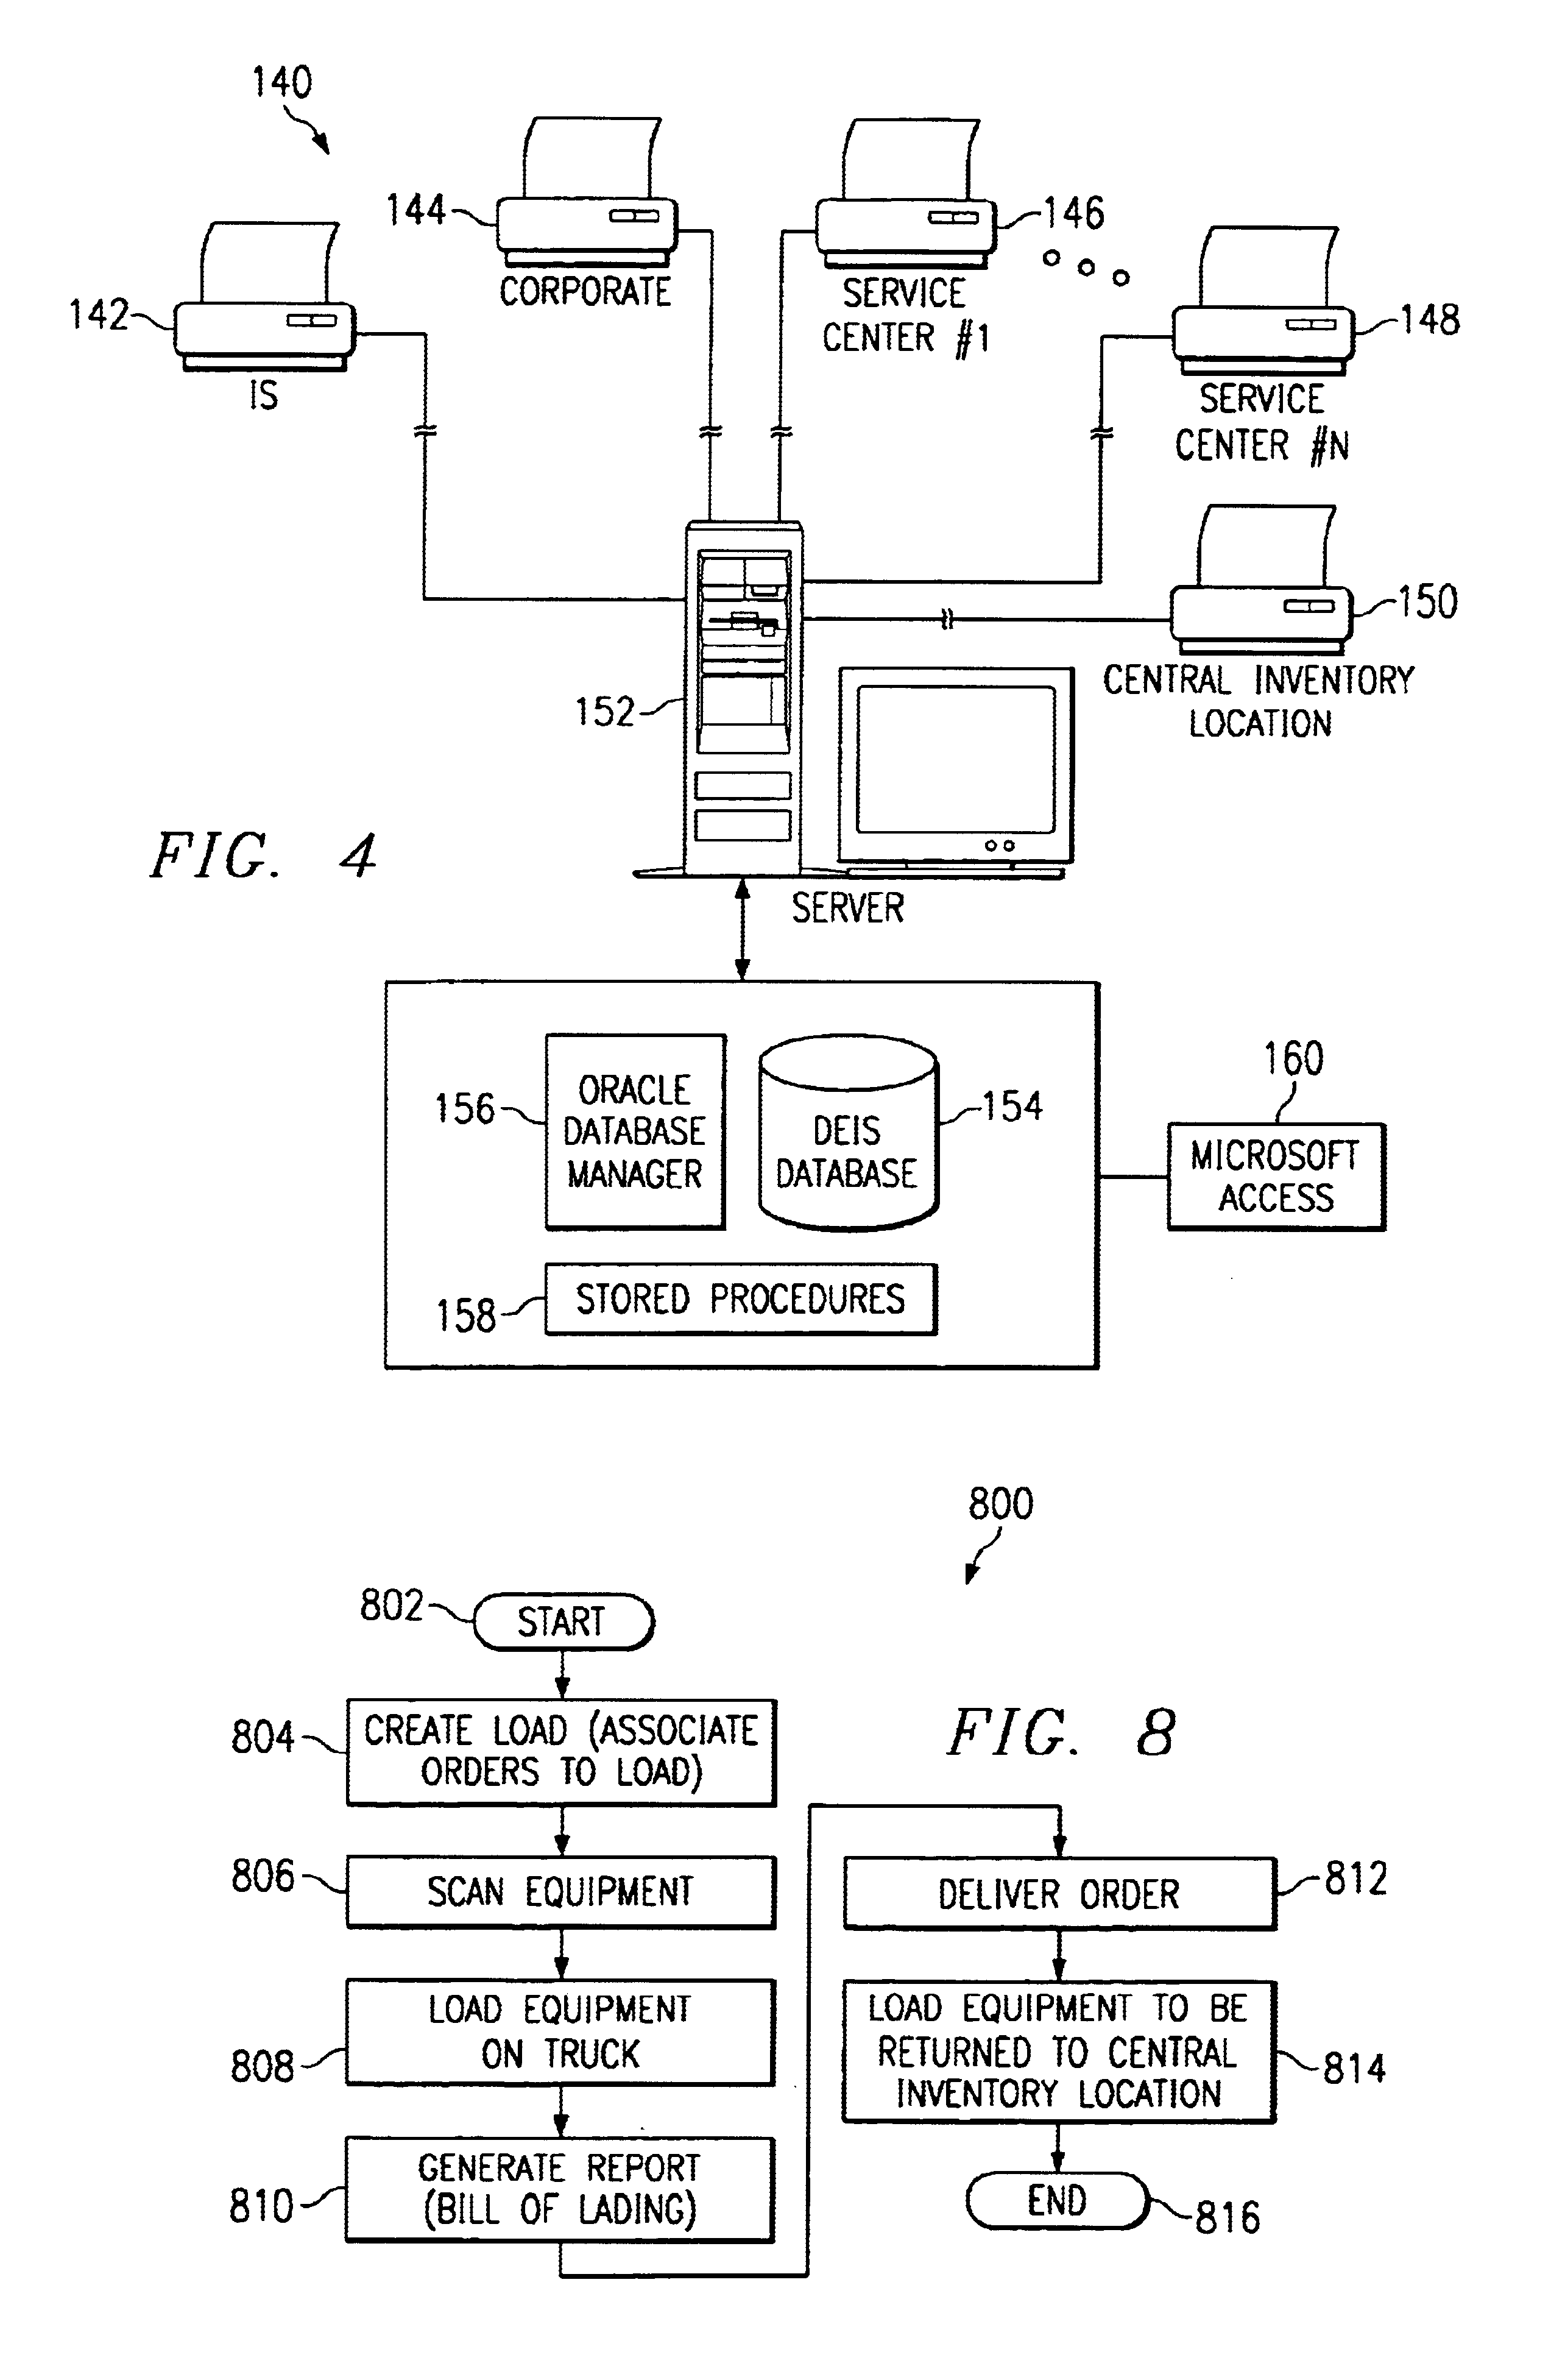 140
144
CORPORATE
146
SERVICE
CENTER #1
142
IS
148
SERVICE
CENTER #N
150
CENTRAL INVENTORY
LOCATION
152
SERVER
FIG. 4
156
ORACLE
DATABASE
MANAGER
154
DEIS
DATABASE
158
STORED PROCEDURES
160
MICROSOFT
ACCESS
800
FIG. 8
802
START
804
CREATE LOAD (ASSOCIATE
ORDERS TO LOAD)
806
SCAN EQUIPMENT
808
LOAD EQUIPMENT
ON TRUCK
810
GENERATE REPORT
(BILL OF LADING)
812
DELIVER ORDER
814
LOAD EQUIPMENT TO BE
RETURNED TO CENTRAL
INVENTORY LOCATION
END
816